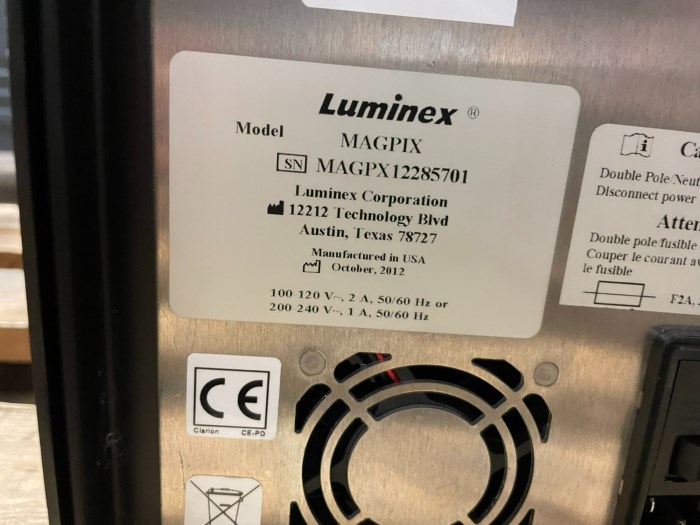 Luminex ®
Model MAGPIX
SN MAGPX12285701
Luminex Corporation
12212 Technology Blvd
Austin, Texas 78727
Manufactured in USA
October, 2012
100-120 V~, 2 A, 50/60 Hz or
200-240 V~, 1 A, 50/60 Hz
Double Pole/Neut
Disconnect power
Atten
Double pole/fusible
Couper le courant av
le fusible
F2A,
CE
Clarion CE-PD